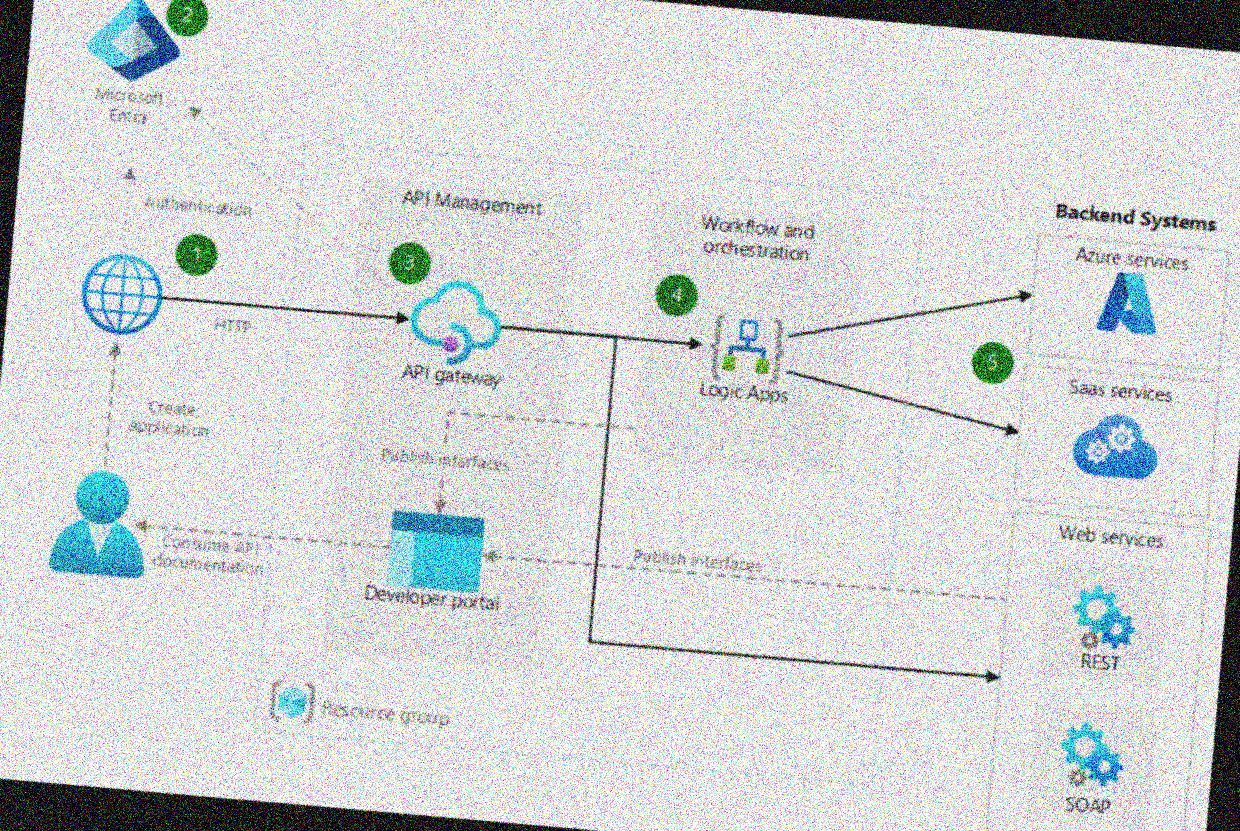 2
Microsoft
Entra
Authentication
API Management
Workflow and
orchestration
Backend Systems
Azure services
1
3
4
5
HTTP
API gateway
Logic Apps
Saas services
Create
Application
Publish interfaces
Web services
Consume API
documentation
Publish interfaces
Developer portal
REST
Resource group
SOAP